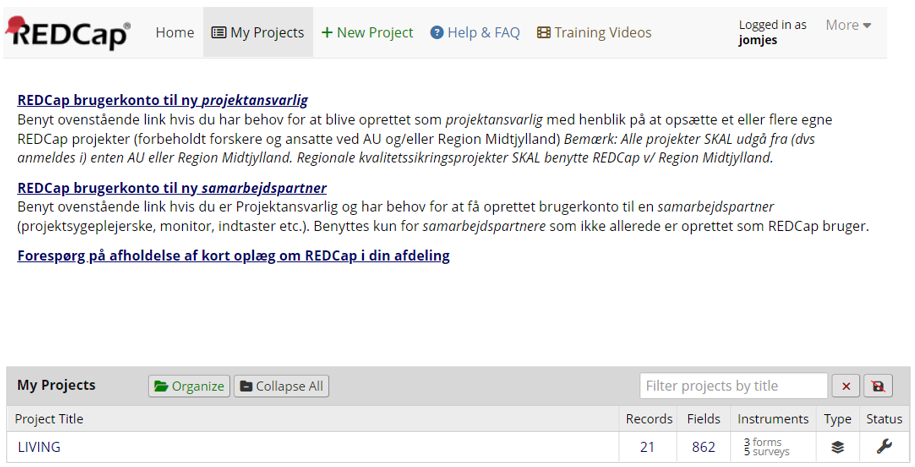 REDCap®
Home My Projects New Project Help & FAQ Training Videos Logged in as jomjes More
REDCap brugerkonto til ny projektansvarlig
Benyt ovenstående link hvis du har behov for at blive oprettet som projektansvarlig med henblik på at opsætte et eller flere egne
REDCap projekter (forbeholdt forskere og ansatte ved AU og/eller Region Midtjylland) Bemærk: Alle projekter SKAL udgå fra (dvs
anmeldes i) enten AU eller Region Midtjylland. Regionale kvalitetssikringsprojekter SKAL benytte REDCap v/ Region Midtjylland.
REDCap brugerkonto til ny samarbejdspartner
Benyt ovenstående link hvis du er Projektansvarlig og har behov for at få oprettet brugerkonto til en samarbejdspartner
(projektsygeplejerske, monitor, indtaster etc.). Benyttes kun for samarbejdspartnere som ikke allerede er oprettet som REDCap bruger.
Forespørg på afholdelse af kort oplæg om REDCap i din afdeling
My Projects Organize Collapse All Filter projects by title
Project Title Records Fields Instruments Type Status
LIVING 21 862 3 forms
5 surveys